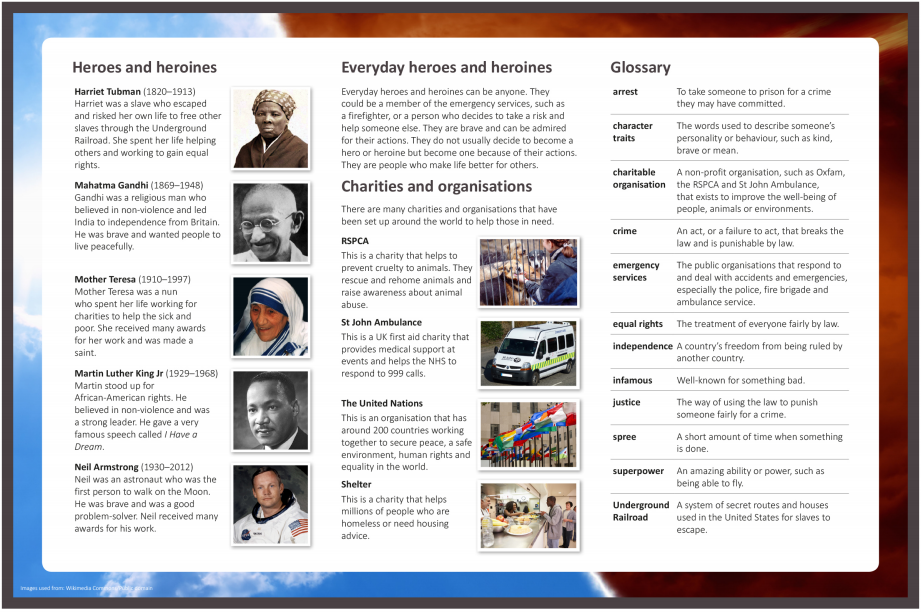 Heroes and heroines
Harriet Tubman (1820–1913)
Harriet was a slave who escaped
and risked her own life to free other
slaves through the Underground
Railroad. She spent her life helping
others and working to gain equal
rights.
Mahatma Gandhi (1869–1948)
Gandhi was a religious man who
believed in non-violence and led
India to independence from Britain.
He was brave and wanted people to
live peacefully.
Mother Teresa (1910–1997)
Mother Teresa was a nun
who spent her life working for
charities to help the sick and
poor. She received many awards
for her work and was made a
saint.
Martin Luther King Jr (1929–1968)
Martin stood up for
African-American rights. He
believed in non-violence and was
a strong leader. He gave a very
famous speech called I Have a
Dream.
Neil Armstrong (1930–2012)
Neil was an astronaut who was the
first person to walk on the Moon.
He was brave and was a good
problem-solver. Neil received many
awards for his work.
Everyday heroes and heroines
Everyday heroes and heroines can be anyone. They
could be a member of the emergency services, such as
a firefighter, or a person who decides to take a risk and
help someone else. They are brave and can be admired
for their actions. They do not usually decide to become a
hero or heroine but become one because of their actions.
They are people who make life better for others.
Charities and organisations
There are many charities and organisations that have
been set up around the world to help those in need.
RSPCA
This is a charity that helps to
prevent cruelty to animals. They
rescue and rehome animals and
raise awareness about animal
abuse.
St John Ambulance
This is a UK first aid charity that
provides medical support at
events and helps the NHS to
respond to 999 calls.
The United Nations
This is an organisation that has
around 200 countries working
together to secure peace, a safe
environment, human rights and
equality in the world.
Shelter
This is a charity that helps
millions of people who are
homeless or need housing
advice.
Glossary
arrest To take someone to prison for a crime
they may have committed.
character The words used to describe someone's
traits personality or behaviour, such as kind,
brave or mean.
charitable A non-profit organisation, such as Oxfam,
organisation the RSPCA and St John Ambulance,
that exists to improve the well-being of
people, animals or environments.
crime An act, or a failure to act, that breaks the
law and is punishable by law.
emergency The public organisations that respond to
services and deal with accidents and emergencies,
especially the police, fire brigade and
ambulance service.
equal rights The treatment of everyone fairly by law.
independence A country's freedom from being ruled by
another country.
infamous Well-known for something bad.
justice The way of using the law to punish
someone fairly for a crime.
spree A short amount of time when something
is done.
superpower An amazing ability or power, such as
being able to fly.
Underground A system of secret routes and houses
Railroad used in the United States for slaves to
escape.
Images used from: Wikimedia Commons, public domain